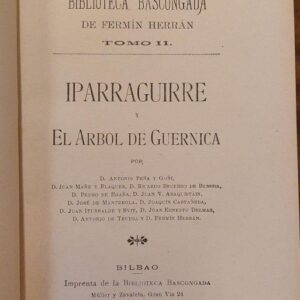 BIBLIOTECA BASCONGADA
DE FERMÍN HERRÁN
TOMO II.
IPARRAGUIRRE
Y
EL ARBOL DE GUERNICA
POR
D. ANTONIO PEÑA Y GOÑI,
D. JUAN MAÑÉ Y FLAQUER, D. RICARDO BECERRO DE BENGOA,
D. PEDRO DE EGAÑA, D. JUAN V. ARAQUISTAIN,
D. JOSÉ DE MANTEROLA, D. JOAQUÍN CASTAÑEDA,
D. JUAN ITURRALDE Y SUIT, D. JUAN ERNESTO DELMAS,
D. ANTONIO DE TRUEBA Y D. FERMÍN HERRÁN.
BILBAO
Imprenta de la BIBLIOTECA BASCONGADA
Müller y Zavaleta, Gran Vía 24